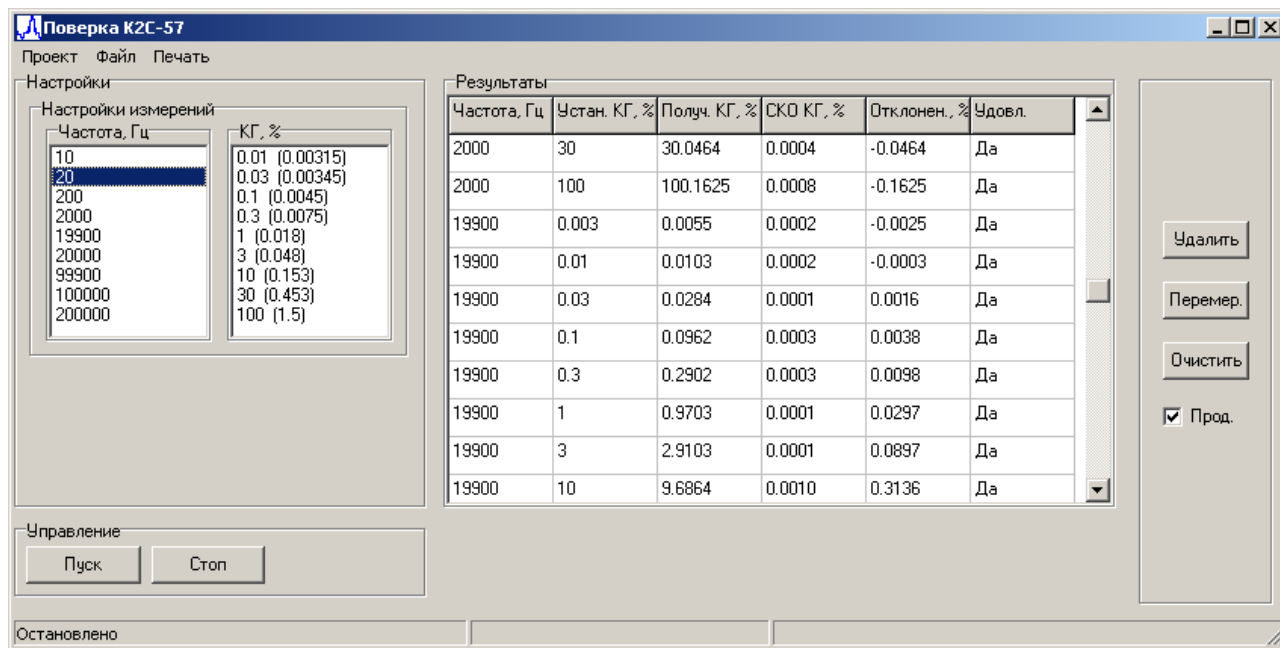 Поверка К2С-57
Проект Файл Печать
Настройки
Настройки измерений
Частота, Гц
10
20
200
2000
19900
20000
99900
100000
200000
КГ, %
0.01 (0.00315)
0.03 (0.00345)
0.1 (0.0045)
0.3 (0.0075)
1 (0.018)
3 (0.048)
10 (0.153)
30 (0.453)
100 (1.5)
Управление
Пуск Стоп
Результаты
Частота, Гц Устан. КГ, % Получ. КГ, % СКО КГ, % Отклонен., % Удовл.
2000 30 30.0464 0.0004 -0.0464 Да
2000 100 100.1625 0.0008 -0.1625 Да
19900 0.003 0.0055 0.0002 -0.0025 Да
19900 0.01 0.0103 0.0002 -0.0003 Да
19900 0.03 0.0284 0.0001 0.0016 Да
19900 0.1 0.0962 0.0003 0.0038 Да
19900 0.3 0.2902 0.0003 0.0098 Да
19900 1 0.9703 0.0001 0.0297 Да
19900 3 2.9103 0.0001 0.0897 Да
19900 10 9.6864 0.0010 0.3136 Да
Удалить
Перемер.
Очистить
Прод.
Остановлено